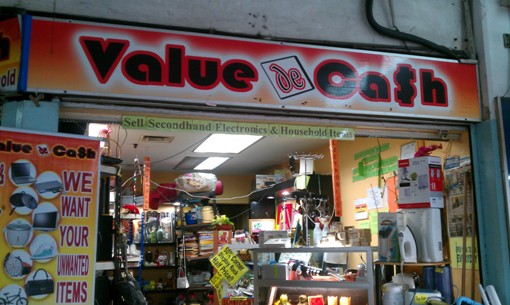 Value de Ca$h
Sell Secondhand Electronics & Household Items
alue de Ca$h
WE
WANT
YOUR
UNWANTED
ITEMS